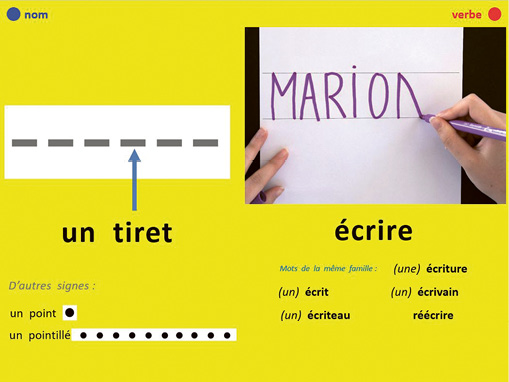 nom
verbe
un tiret
D'autres signes :
un point
un pointillé
MARION
écrire
Mots de la même famille :
(une) écriture
(un) écrit
(un) écrivain
(un) écriteau
réécrire